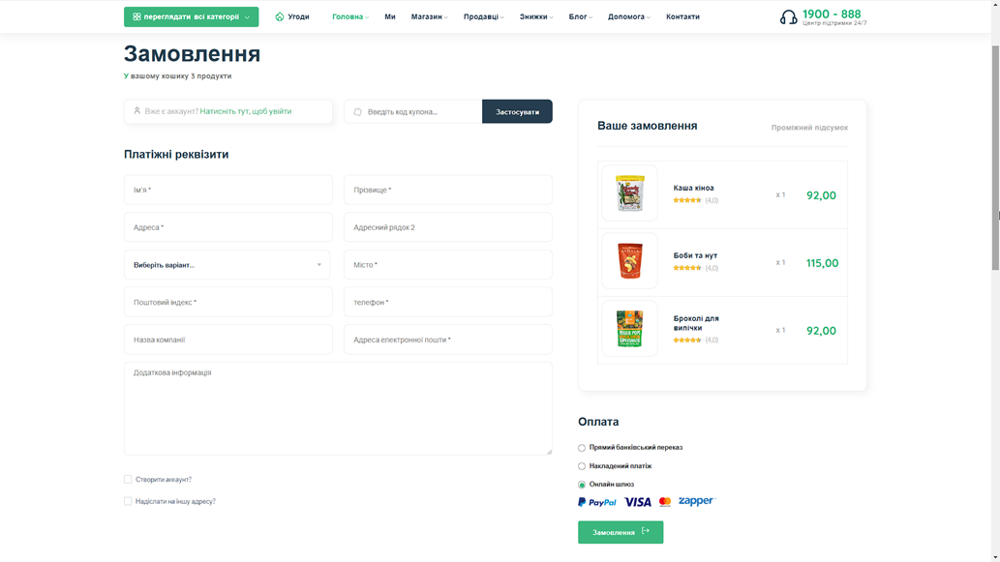 переглядати всі категорії
Угоди
Головна
Ми
Магазин
Продавці
Знижки
Блог
Допомога
Контакти
1900 - 888
Центр підтримки 24/7
Замовлення
У вашому кошику 3 продукти
Вже є аккаунт? Натисніть тут, щоб увійти
Введіть код купона...
Застосувати
Платіжні реквізити
Ім'я *
Прізвище *
Адреса *
Адресний рядок 2
Виберіть варіант...
Місто *
Поштовий індекс *
телефон *
Назва компанії
Адреса електронної пошти *
Додаткова інформація
Створити аккаунт?
Надіслати на іншу адресу?
Ваше замовлення
Проміжний підсумок
Каша кіноа
(4,0)
x 1
92,00
Боби та нут
(4,0)
x 1
115,00
Броколі для
випічки
(4,0)
x 1
92,00
VEGGIE POPS
Оплата
Прямий банківський переказ
Накладений платіж
Онлайн шлюз
PayPal
VISA
zapper
Замовлення